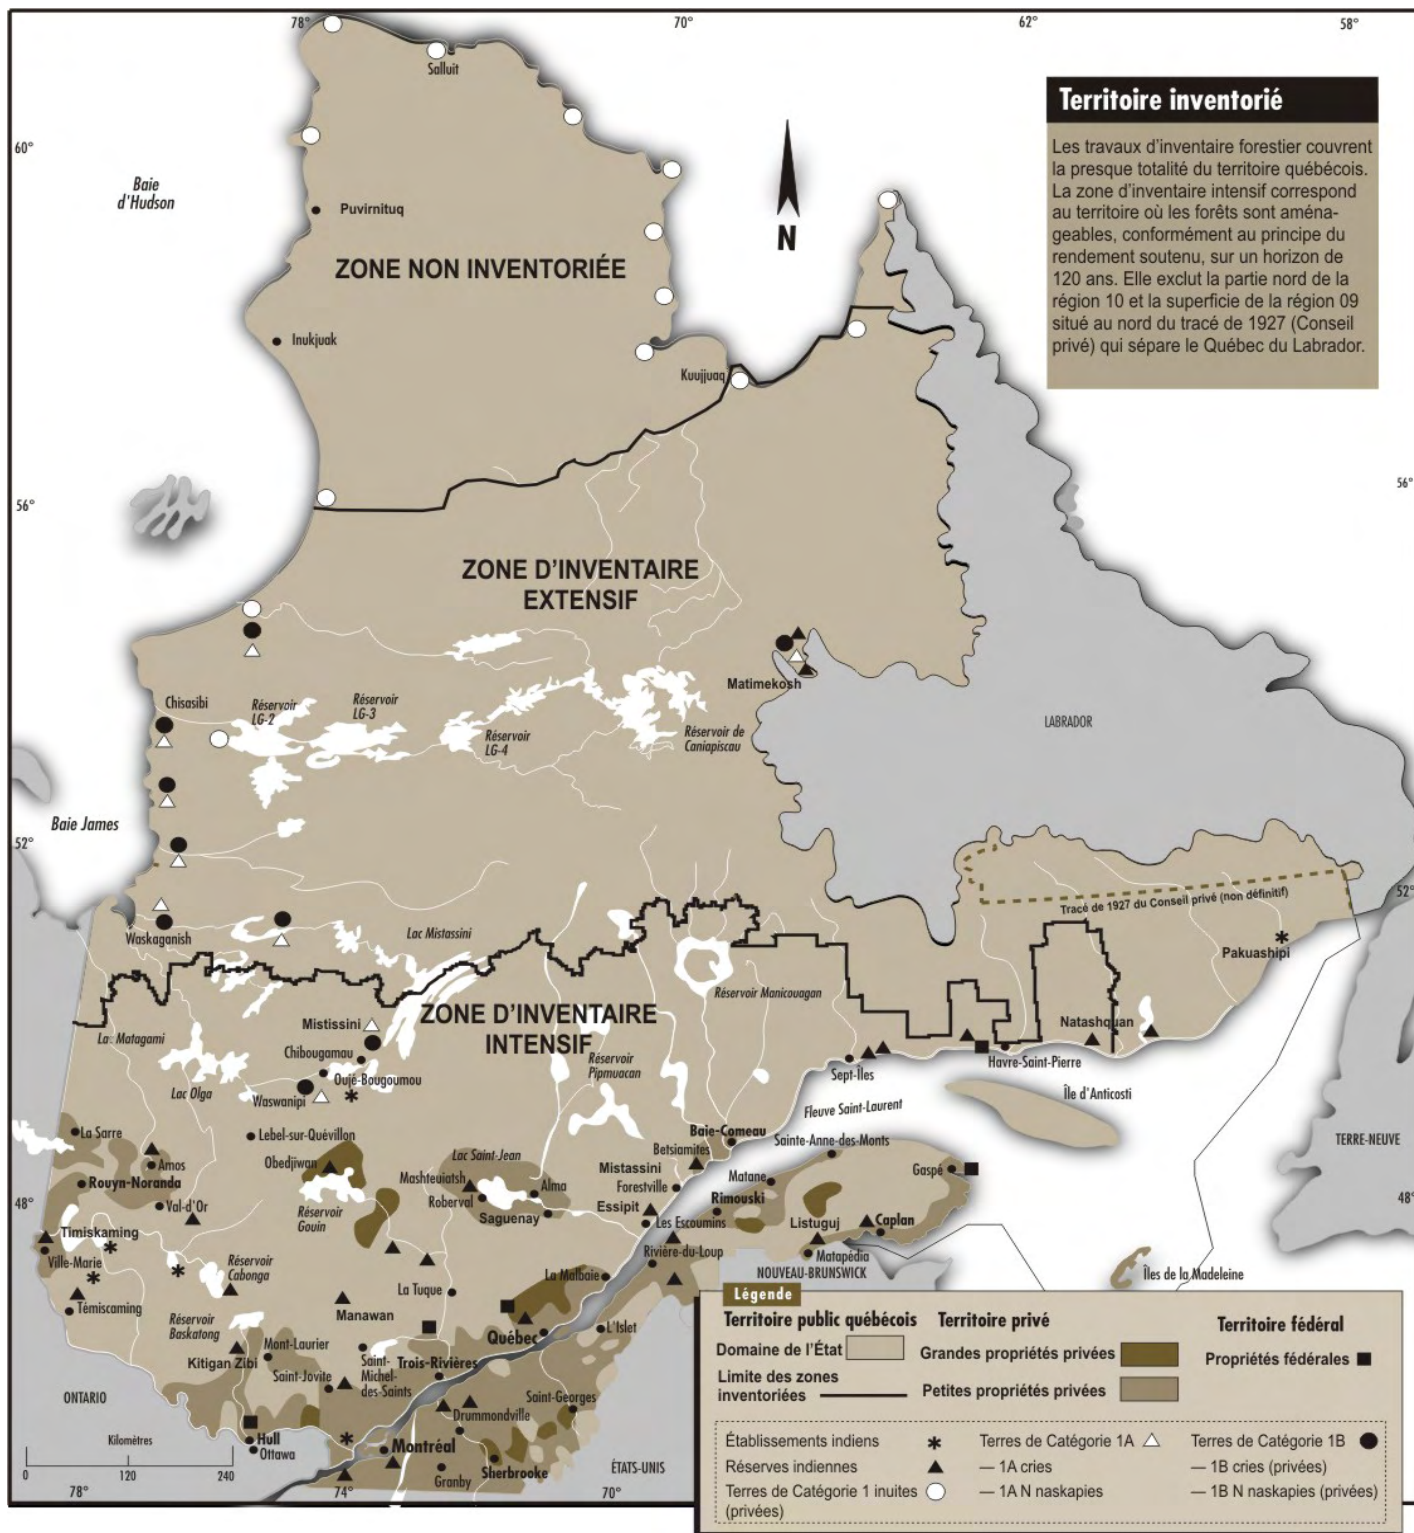 78°
70°
62°
58°
Salluit
Territoire inventorié
Les travaux d'inventaire forestier couvrent
la presque totalité du territoire québécois.
La zone d'inventaire intensif correspond
au territoire où les forêts sont aména-
geables, conformément au principe du
rendement soutenu, sur un horizon de
120 ans. Elle exclut la partie nord de la
région 10 et la superficie de la région 09
situé au nord du tracé de 1927 (Conseil
privé) qui sépare le Québec du Labrador.
60°
Baie
d'Hudson
Puvirnituq
N
ZONE NON INVENTORIÉE
Inukjuak
Kuujjuaq
56°
56°
ZONE D'INVENTAIRE
EXTENSIF
Matimekosh
Chisasibi
Réservoir
LG-2
Réservoir
LG-3
Réservoir
LG-4
Réservoir de
Caniapiscau
LABRADOR
Baie James
52°
52°
Tracé de 1927 du Conseil privé (non définitif)
Waskaganish
Lac Mistassini
Pakuashipi
Réservoir Manicouagan
ZONE D'INVENTAIRE
INTENSIF
Mistissini
La. Matagami
Chibougamau
Oujé-Bougoumou
Waswanipi
Lac Olga
Réservoir
Pipmuacan
Natashquan
Sept-Îles
Havre-Saint-Pierre
Île d'Anticosti
Fleuve Saint-Laurent
La Sarre
Lebel-sur-Quévillon
Baie-Comeau
Sainte-Anne-des-Monts
TERRE-NEUVE
Amos
Obedjiwan
Lac Saint-Jean
Betsiamites
Mistassini
Matane
Gaspé
Rouyn-Noranda
Mashteuiatsh
Roberval
Alma
Forestville
Rimouski
48°
48°
Val-d'Or
Réservoir
Gouin
Saguenay
Essipit
Les Escoumins
Listuguj
Caplan
Timiskaming
Ville-Marie
Réservoir
Cabonga
Rivière-du-Loup
Matapédia
NOUVEAU-BRUNSWICK
Îles de la Madeleine
La Malbaie
La Tuque
Témiscaming
Manawan
Réservoir
Baskatong
Québec
L'Islet
Mont-Laurier
Kitigan Zibi
Saint-Jovite
Saint-
Michel-
des-Saints
Trois-Rivières
ONTARIO
Drummondville
Saint-Georges
Hull
Ottawa
Montréal
Granby
Sherbrooke
ÉTATS-UNIS
Kilomètres
0
120
240
78°
74°
70°
Légende
Territoire public québécois
Territoire privé
Territoire fédéral
Domaine de l'État
Grandes propriétés privées
Propriétés fédérales
Limite des zones
inventoriées
Petites propriétés privées
Établissements indiens
Terres de Catégorie 1A
Terres de Catégorie 1B
Réserves indiennes
— 1A cries
— 1B cries (privées)
Terres de Catégorie 1 inuites
(privées)
— 1A N naskapies
— 1B N naskapies (privées)